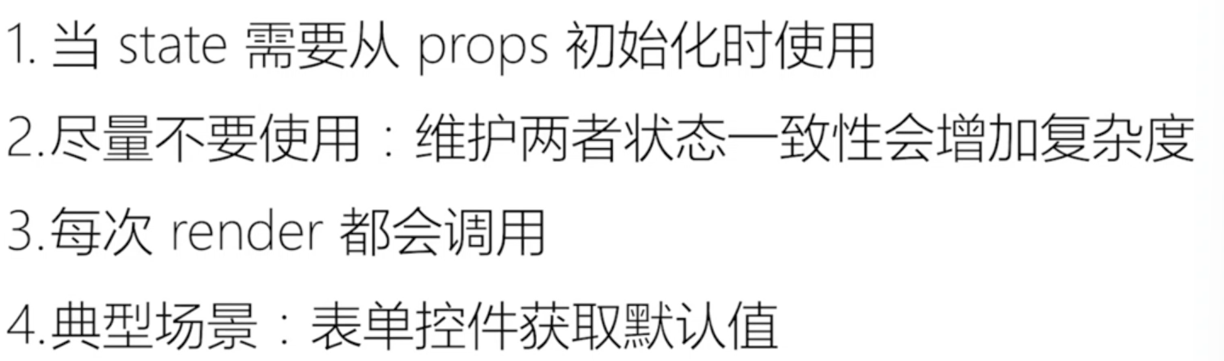 1. 当 state 需要从 props 初始化时使用
2.尽量不要使用：维护两者状态一致性会增加复杂度
3.每次 render 都会调用
4.典型场景：表单控件获取默认值